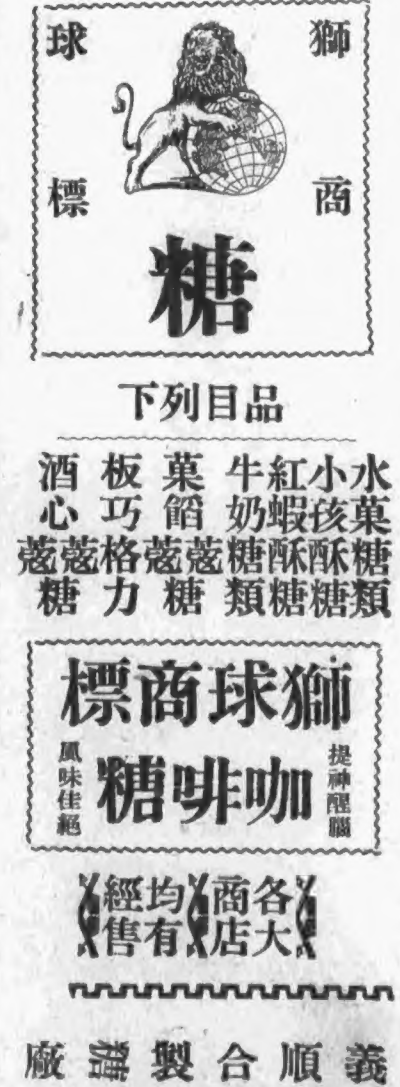 獅球
商標
糖
品目列下
水菓糖類
小孩酥糖
紅蝦酥糖
牛奶糖類
菓餡蔻蔻糖
板巧格力
酒心蔻蔻糖
獅球商標
提神醒腦
咖啡糖
風味佳絕
各大商店
均有經售
義順合製糖廠